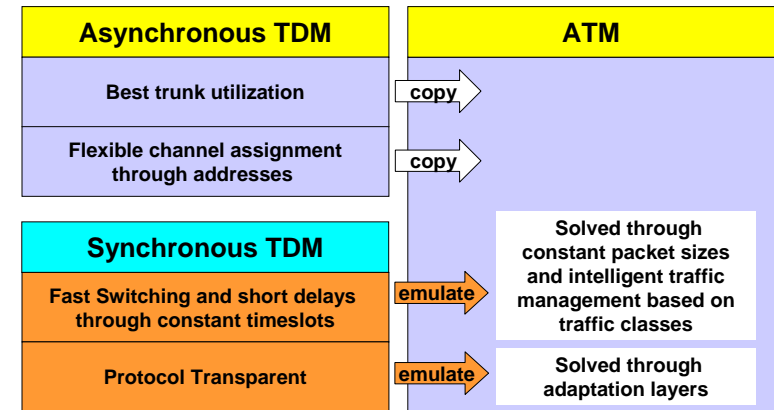 Asynchronous TDM
ATM
Best trunk utilization
copy
Flexible channel assignment
through addresses
copy
Synchronous TDM
Fast Switching and short delays
through constant timeslots
emulate
Solved through
constant packet sizes
and intelligent traffic
management based on
traffic classes
Protocol Transparent
emulate
Solved through
adaptation layers